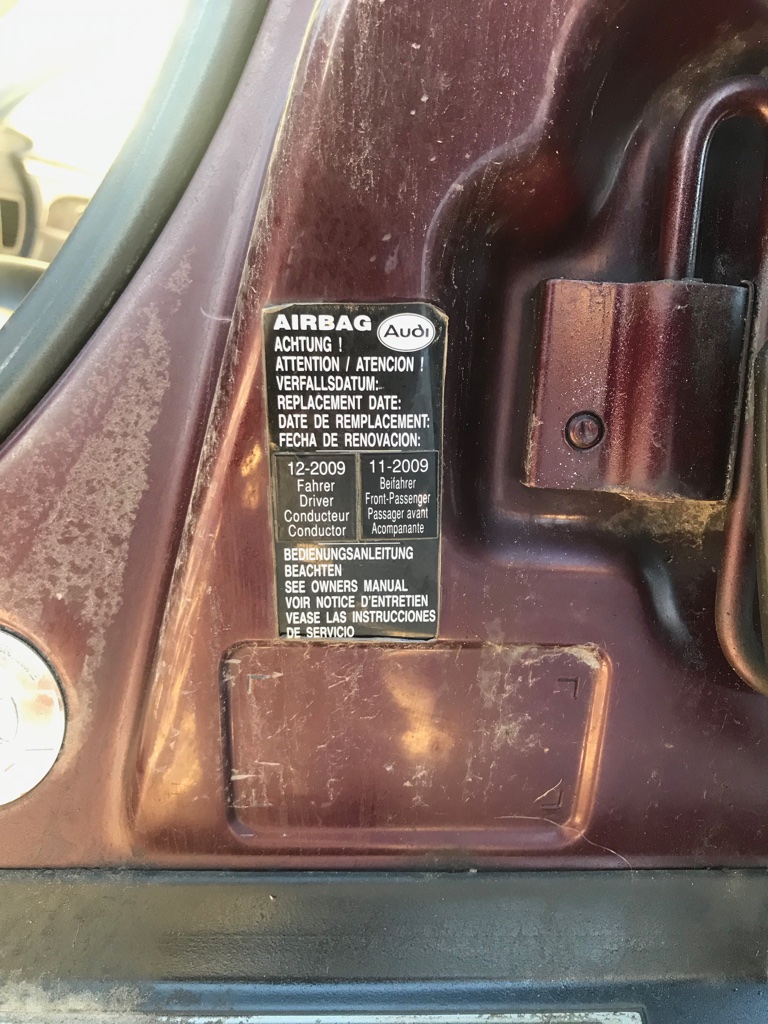 AIRBAG
Audi
ACHTUNG !
ATTENTION / ATENCION !
VERFALLSDATUM:
REPLACEMENT DATE:
DATE DE REMPLACEMENT:
FECHA DE RENOVACION:
12-2009
Fahrer
Driver
Conducteur
Conductor
11-2009
Beifahrer
Front-Passenger
Passager avant
Acompanante
BEDIENUNGSANLEITUNG
BEACHTEN
SEE OWNERS MANUAL
VOIR NOTICE D'ENTRETIEN
VEASE LAS INSTRUCCIONES
DE SERVICIO